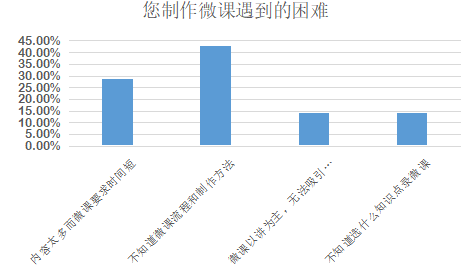 您制作微课遇到的困难
45.00%
40.00%
35.00%
30.00%
25.00%
20.00%
15.00%
10.00%
5.00%
0.00%
内容太多而微课要求时间短
不知道微课流程和制作方法
微课以讲为主，无法吸引…
不知道选什么知识点录微课